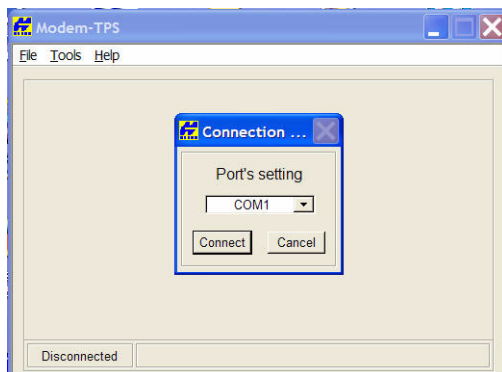 Modem-TPS
File Tools Help
Connection ...
Port's setting
COM1
Connect Cancel
Disconnected